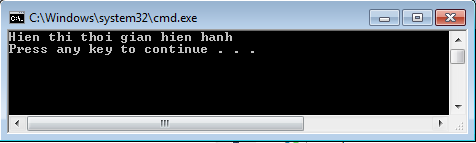 C:\Windows\system32\cmd.exe
Hien thi thoi gian hien hanh
Press any key to continue . . .